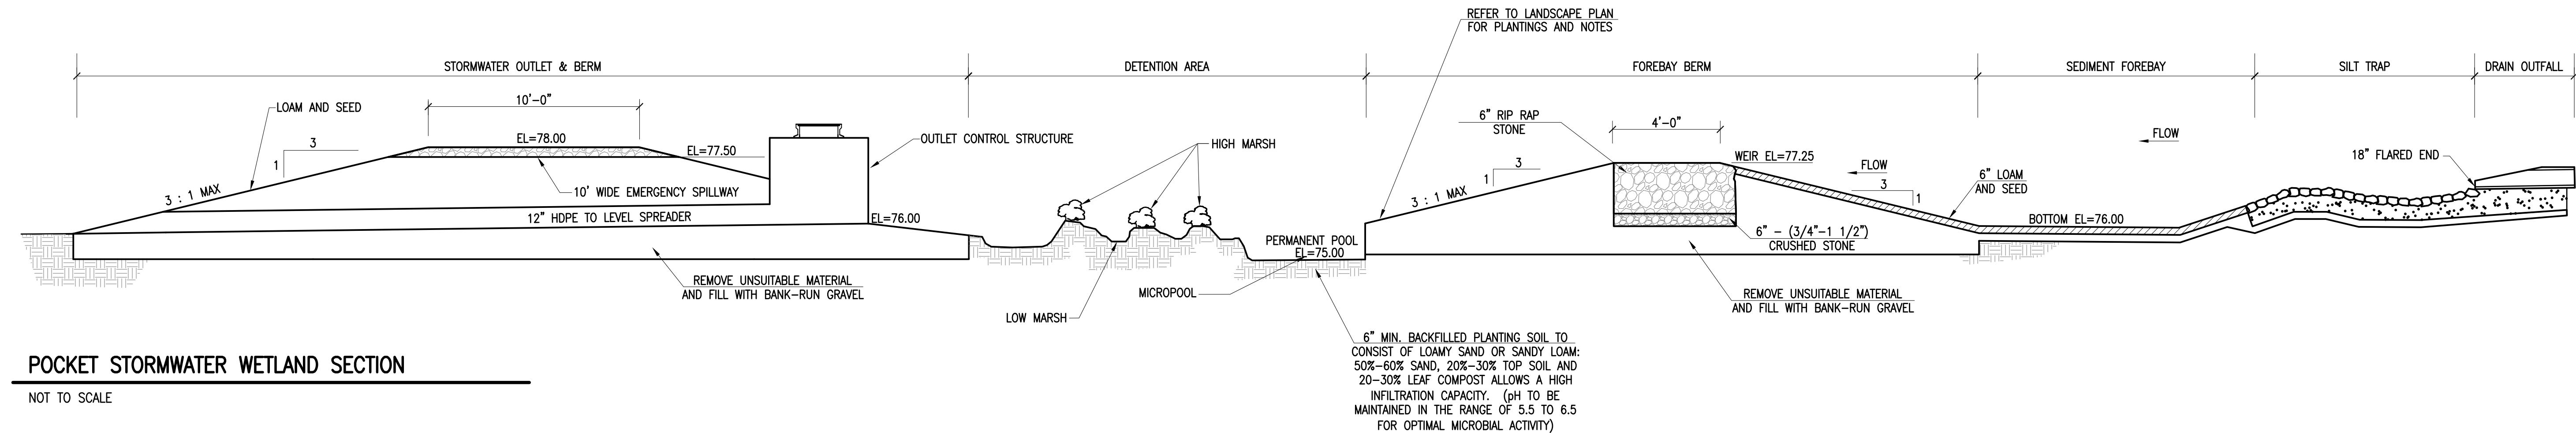 REFER TO LANDSCAPE PLAN
FOR PLANTINGS AND NOTES
STORMWATER OUTLET & BERM
DETENTION AREA
FOREBAY BERM
SEDIMENT FOREBAY
SILT TRAP
DRAIN OUTFALL
LOAM AND SEED
10'-0"
EL=78.00
EL=77.50
3
1
3 : 1 MAX
10' WIDE EMERGENCY SPILLWAY
12" HDPE TO LEVEL SPREADER
OUTLET CONTROL STRUCTURE
EL=76.00
REMOVE UNSUITABLE MATERIAL
AND FILL WITH BANK-RUN GRAVEL
HIGH MARSH
LOW MARSH
MICROPOOL
PERMANENT POOL
EL=75.00
6" RIP RAP
STONE
4'-0"
3
1
3 : 1 MAX
WEIR EL=77.25
FLOW
3
1
6" LOAM
AND SEED
6" - (3/4"-1 1/2")
CRUSHED STONE
REMOVE UNSUITABLE MATERIAL
AND FILL WITH BANK-RUN GRAVEL
FLOW
BOTTOM EL=76.00
18" FLARED END
6" MIN. BACKFILLED PLANTING SOIL TO
CONSIST OF LOAMY SAND OR SANDY LOAM:
50%-60% SAND, 20%-30% TOP SOIL AND
20-30% LEAF COMPOST ALLOWS A HIGH
INFILTRATION CAPACITY. (pH TO BE
MAINTAINED IN THE RANGE OF 5.5 TO 6.5
FOR OPTIMAL MICROBIAL ACTIVITY)
POCKET STORMWATER WETLAND SECTION
NOT TO SCALE